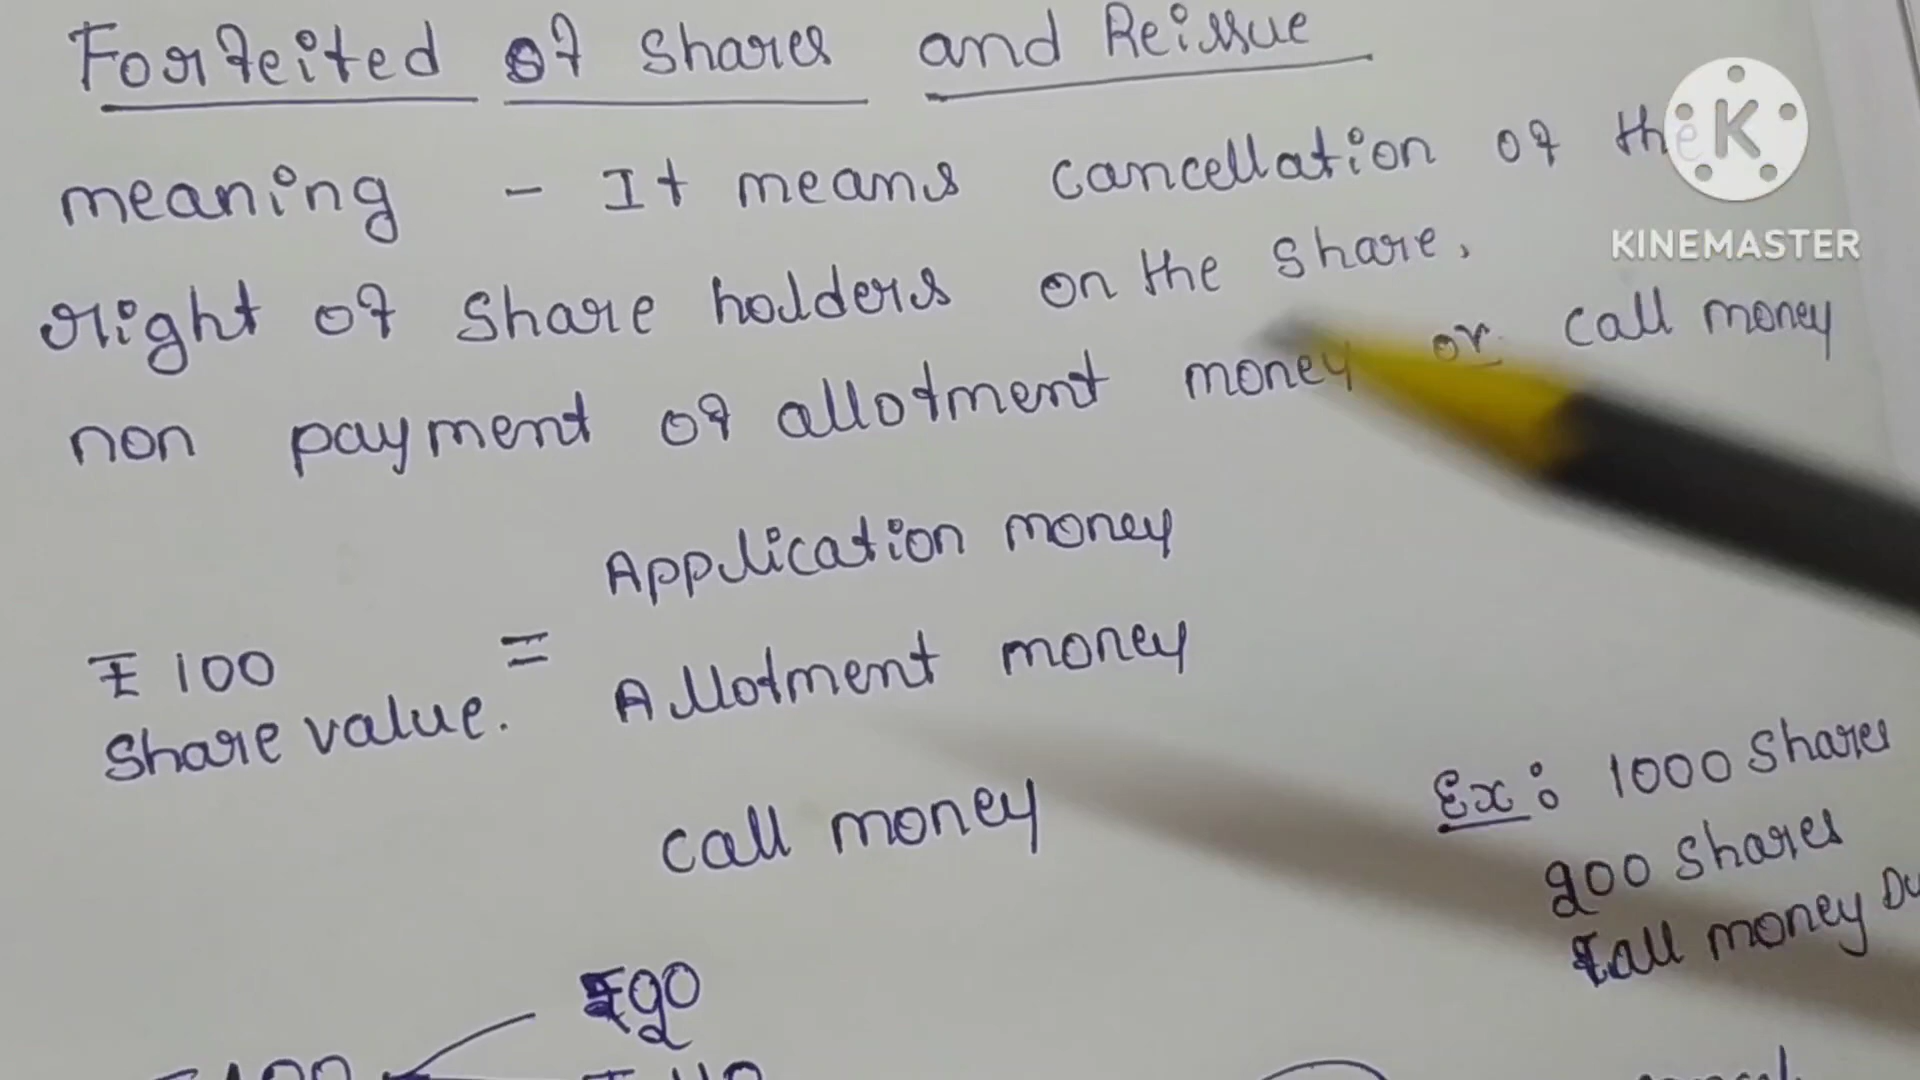 Forfeited of Shares and Reissue
meaning - It means cancellation of the
right of Share holders on the Share.
non payment of allotment money or call money
Application money
₹ 100 =
Share value.
Allotment money
call money
Ex: 1000 Shares
200 Shares
Call money
₹20
KINEMASTER